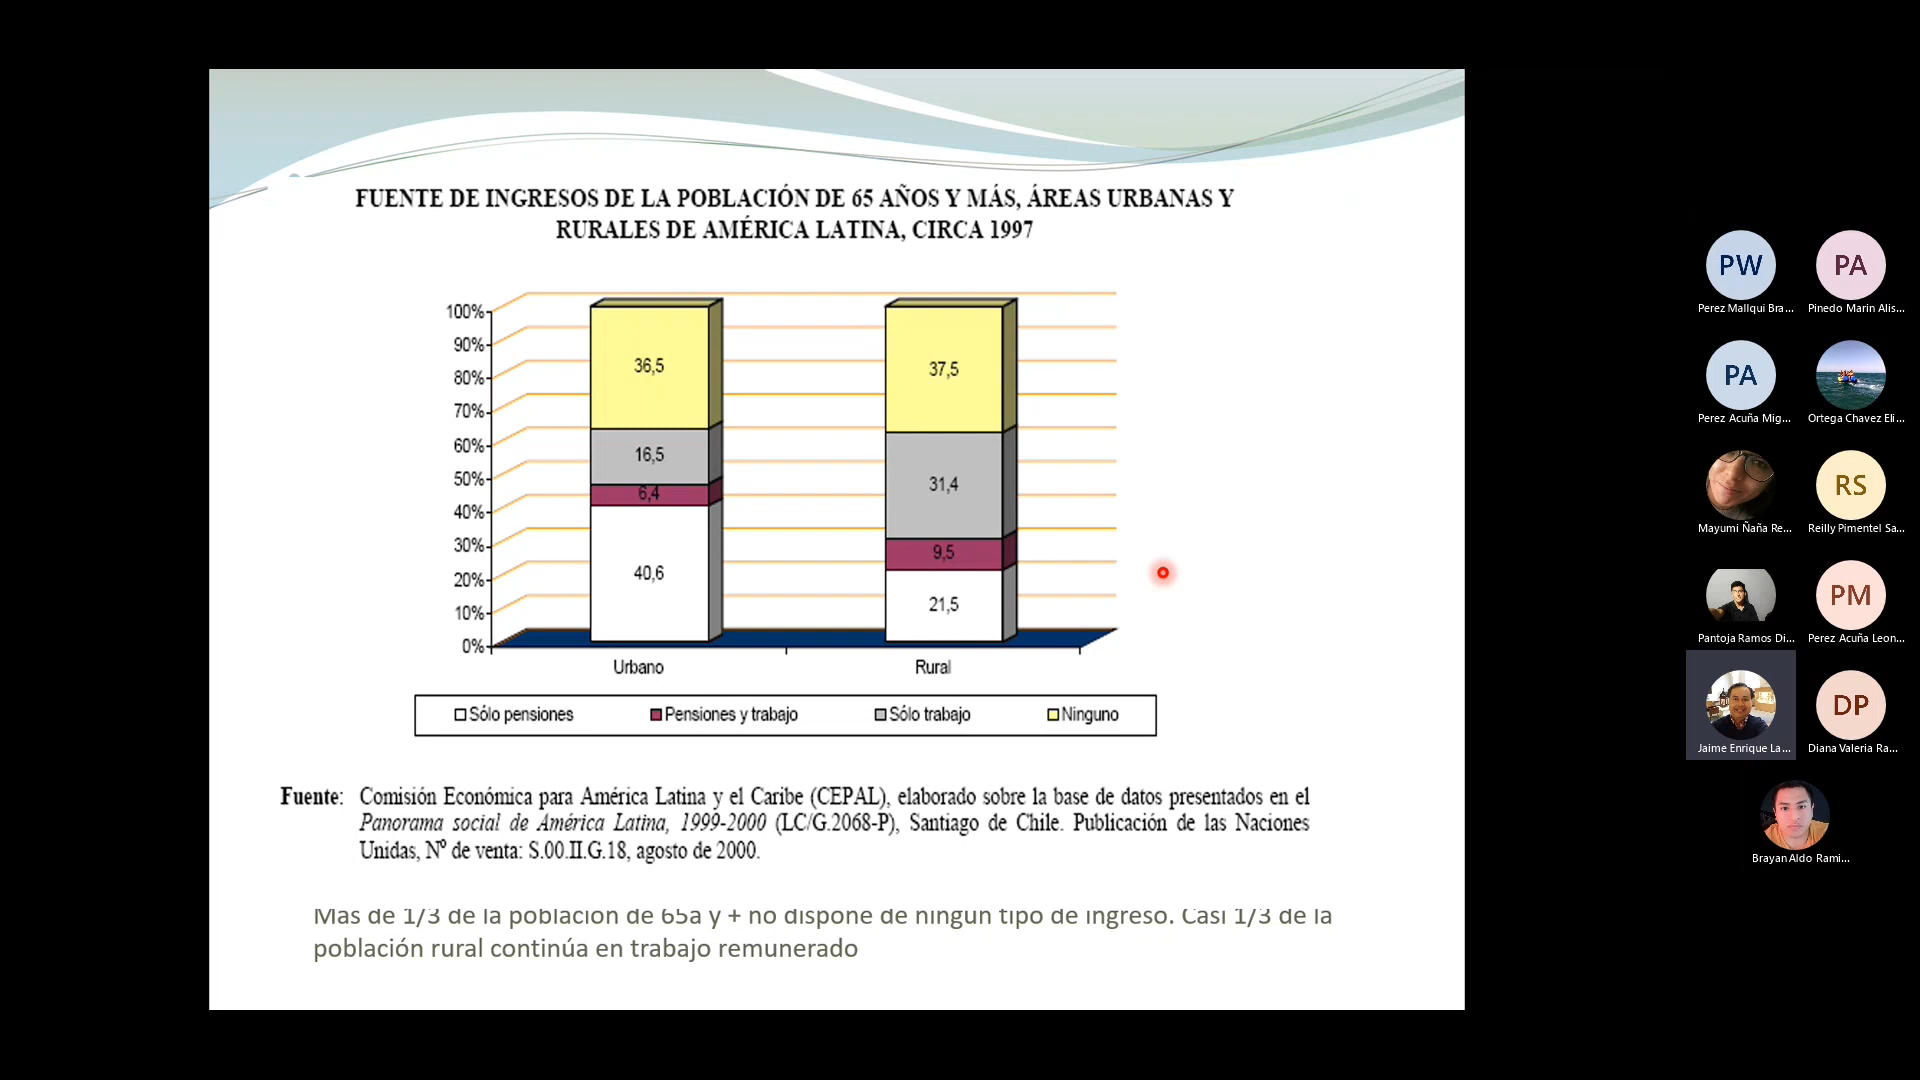 FUENTE DE INGRESOS DE LA POBLACIÓN DE 65 AÑOS Y MÁS, ÁREAS URBANAS Y
RURALES DE AMÉRICA LATINA, CIRCA 1997
100%
90%
80%
70%
60%
50%
40%
30%
20%
10%
0%
36,5
16,5
6,4
40,6
37,5
31,4
9,5
21,5
Urbano
Rural
Sólo pensiones
Pensiones y trabajo
Sólo trabajo
Ninguno
Fuente: Comisión Económica para América Latina y el Caribe (CEPAL), elaborado sobre la base de datos presentados en el
Panorama social de América Latina, 1999-2000 (LC/G.2068-P), Santiago de Chile. Publicación de las Naciones
Unidas, Nº de venta: S.00.II.G.18, agosto de 2000.
Más de 1/3 de la población de 65a y + no dispone de ningún tipo de ingreso. Casi 1/3 de la
población rural continúa en trabajo remunerado
PW
Perez Mallqui Bra...
PA
Pinedo Marin Alis...
PA
Perez Acuña Mig...
Ortega Chavez Eli...
Mayumi Ñaña Re...
RS
Reilly Pimentel Sa...
Pantoja Ramos Di...
PM
Perez Acuña Leon...
Jaime Enrique La...
DP
Diana Valeria Ra...
Brayan Aldo Rami...